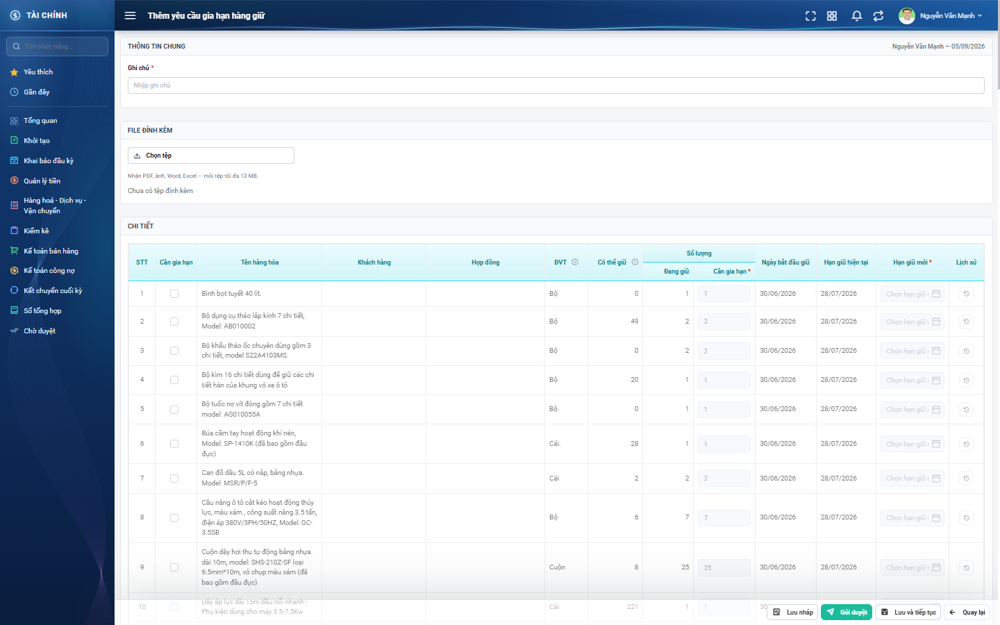 TÀI CHÍNH
Thêm yêu cầu gia hạn hàng giữ
Nguyễn Văn Mạnh
Tìm chức năng...
Yêu thích
Gần đây
Tổng quan
Khởi tạo
Khai báo đầu kỳ
Quản lý tiền
Hàng hoá - Dịch vụ -
Vận chuyển
Kiểm kê
Kế toán bán hàng
Kế toán công nợ
Kết chuyển cuối kỳ
Sổ tổng hợp
Chờ duyệt
THÔNG TIN CHUNG
Nguyễn Văn Mạnh — 05/09/2026
Ghi chú *
Nhập ghi chú
FILE ĐÍNH KÈM
Chọn tệp
Nhận PDF, ảnh, Word, Excel — mỗi tệp tối đa 13 MB.
Chưa có tệp đính kèm
CHI TIẾT
STT Cần gia hạn Tên hàng hóa Khách hàng Hợp đồng ĐVT Có thể giữ Số lượng Đang giữ Cần gia hạn * Ngày bắt đầu giữ Hạn giữ hiện tại Hạn giữ mới * Lịch sử
1 Bình bọt tuyết 40 lít. Bộ 0 1 1 30/06/2026 28/07/2026 Chọn hạn giữ
2 Bộ dụng cụ tháo lắp kính 7 chi tiết,
Model: AB010002 Bộ 49 2 2 30/06/2026 28/07/2026 Chọn hạn giữ
3 Bộ khẩu tháo ốc chuyên dùng gồm 3
chi tiết, model S22A4103MS. Bộ 0 2 2 30/06/2026 28/07/2026 Chọn hạn giữ
4 Bộ kìm 16 chi tiết dùng để giữ các chi
tiết hàn của khung vỏ xe ô tô Bộ 20 1 1 30/06/2026 28/07/2026 Chọn hạn giữ
5 Bộ tuốc nơ vít đóng gồm 7 chi tiết
model: AG010055A Bộ 0 1 1 30/06/2026 28/07/2026 Chọn hạn giữ
6 Búa cầm tay hoạt động khí nén,
Model: SP-1410K (đã bao gồm đầu
đục) Cái. 28 1 1 30/06/2026 28/07/2026 Chọn hạn giữ
7 Can đổ dầu 5L có nắp, bằng nhựa.
Model: MSR/P/F-5 Cái 2 2 2 30/06/2026 28/07/2026 Chọn hạn giữ
8 Cầu nâng ô tô cắt kéo hoạt động thủy
lực, màu xám , công suất nâng 3.5 tấn,
điện áp 380V/3PH/50HZ, Model: GC-
3.5SB Bộ 6 7 7 30/06/2026 28/07/2026 Chọn hạn giữ
9 Cuộn dây hơi thu tự động bằng nhựa
dài 10m, model: SHS-210Z-SF loại
6.5mm*10m, vỏ chụp màu xám (đã
bao gồm đầu đục) Cuộn 8 25 25 30/06/2026 28/07/2026 Chọn hạn giữ
10 Dây áp lực dài 15m đầu nối nhanh -
Phụ kiện dùng cho máy 5.5-7.5Kw Cái 221 1 1 30
Lưu nháp
Gửi duyệt
Lưu và tiếp tục
Quay lại